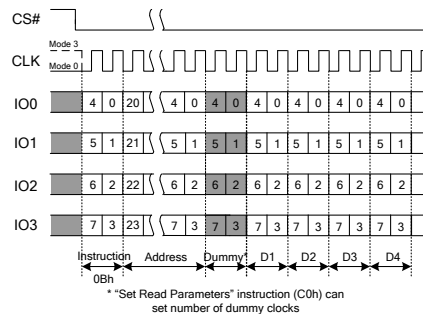 CS#
Mode 3
CLK
Mode 0
IO0 4 0 20 4 0 4 0 4 0 4 0 4 0 4 0
IO1 5 1 21 5 1 5 1 5 1 5 1 5 1 5 1
IO2 6 2 22 6 2 6 2 6 2 6 2 6 2 6 2
IO3 7 3 23 7 3 7 3 7 3 7 3 7 3 7 3
Instruction Address Dummy* D1 D2 D3 D4
0Bh
* "Set Read Parameters" instruction (C0h) can
set number of dummy clocks